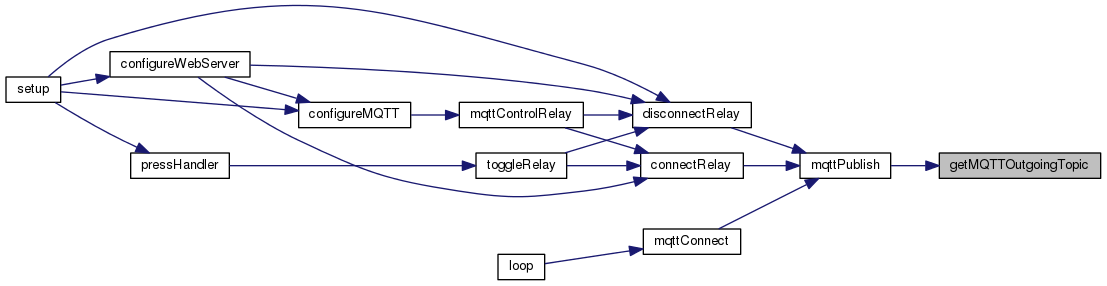 configureWebServer
setup
configureMQTT
mqttControlRelay
disconnectRelay
pressHandler
toggleRelay
connectRelay
mqttPublish
getMQTTOutgoingTopic
mqttConnect
loop